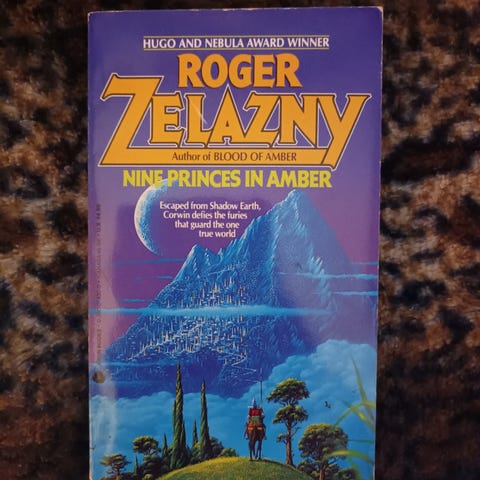 HUGO AND NEBULA AWARD WINNER
ROGER
ZELAZNY
Author of BLOOD OF AMBER
NINE PRINCES IN AMBER
Escaped from Shadow Earth,
Corwin defies the furies
that guard the one
true world